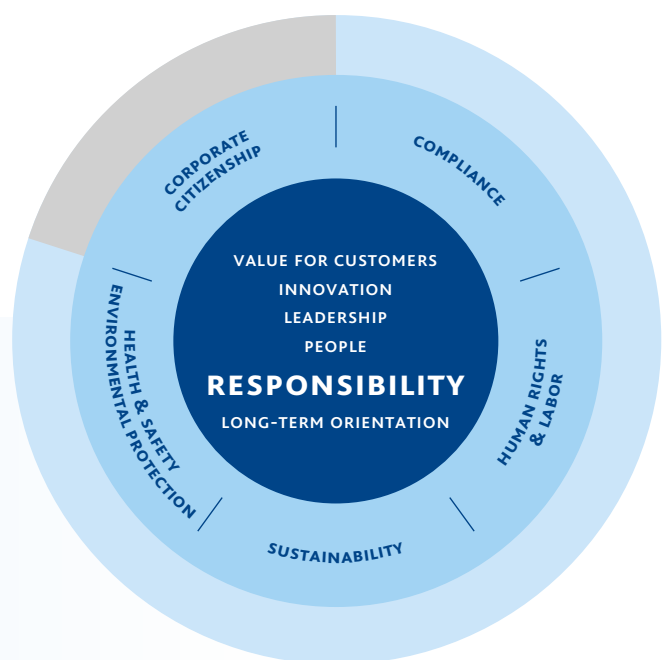 CORPORATE
CITIZENSHIP
COMPLIANCE
VALUE FOR CUSTOMERS
INNOVATION
LEADERSHIP
PEOPLE
RESPONSIBILITY
LONG-TERM ORIENTATION
HEALTH & SAFETY
ENVIRONMENTAL PROTECTION
HUMAN RIGHTS
& LABOR
SUSTAINABILITY